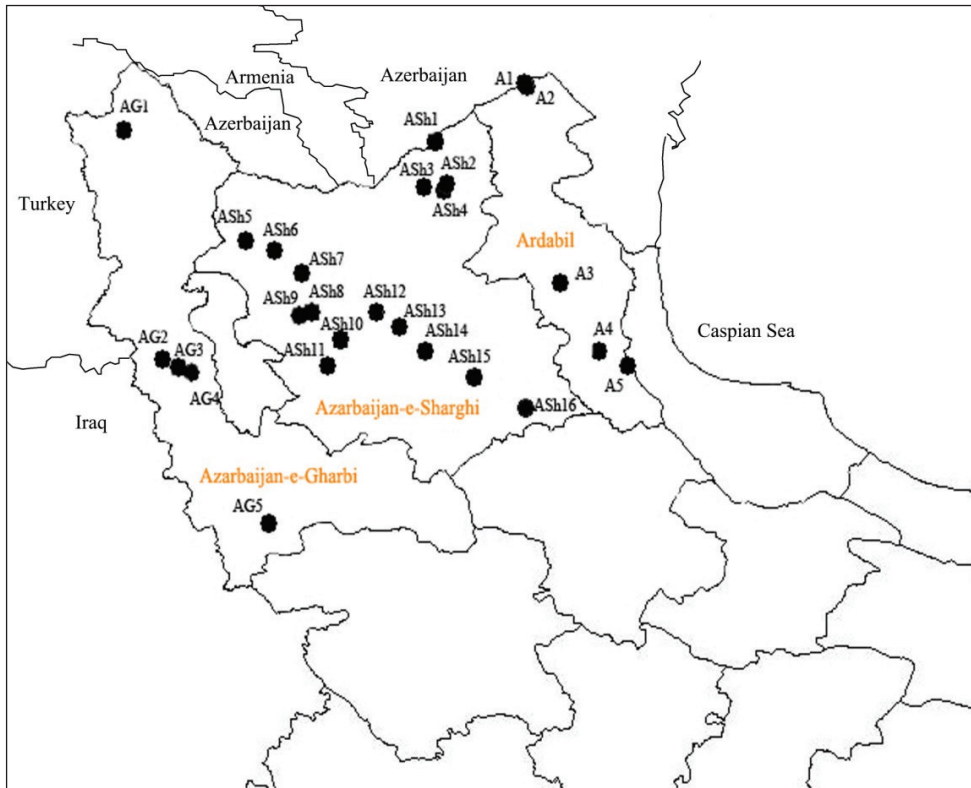 Armenia
Azerbaijan
A1
A2
AG1
Azerbaijan
ASh1
ASh3
ASh2
ASh4
Turkey
ASh5
ASh6
Ardabil
ASh7
A3
ASh9
ASh8
ASh12
ASh13
Caspian Sea
ASh10
ASh14
A4
AG2
AG3
ASh11
ASh15
A5
AG4
Iraq
Azarbaijan-e-Sharghi
ASh16
Azarbaijan-e-Gharbi
AG5